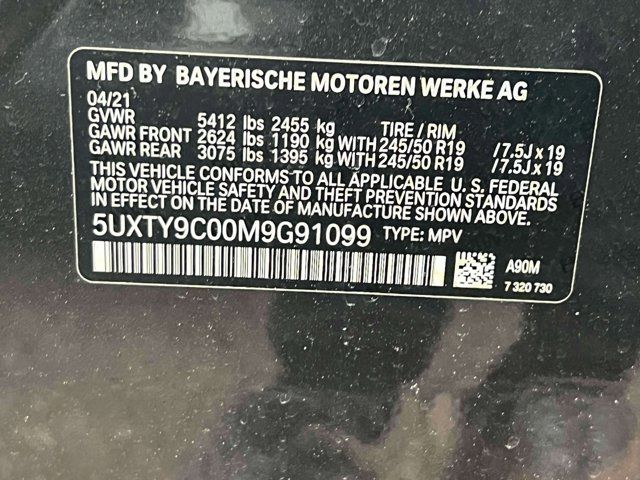 MFD BY BAYERISCHE MOTOREN WERKE AG
04/21
GVWR 5412 lbs 2455 kg TIRE / RIM
GAWR FRONT 2624 lbs 1190 kg WITH 245/50 R19 / 7.5J x 19
GAWR REAR 3075 lbs 1395 kg WITH 245/50 R19 / 7.5J x 19
THIS VEHICLE CONFORMS TO ALL APPLICABLE U. S. FEDERAL
MOTOR VEHICLE SAFETY AND THEFT PREVENTION STANDARDS
IN EFFECT ON THE DATE OF MANUFACTURE SHOWN ABOVE.
5UXTY9C00M9G91099 TYPE: MPV
A90M
7 320 730